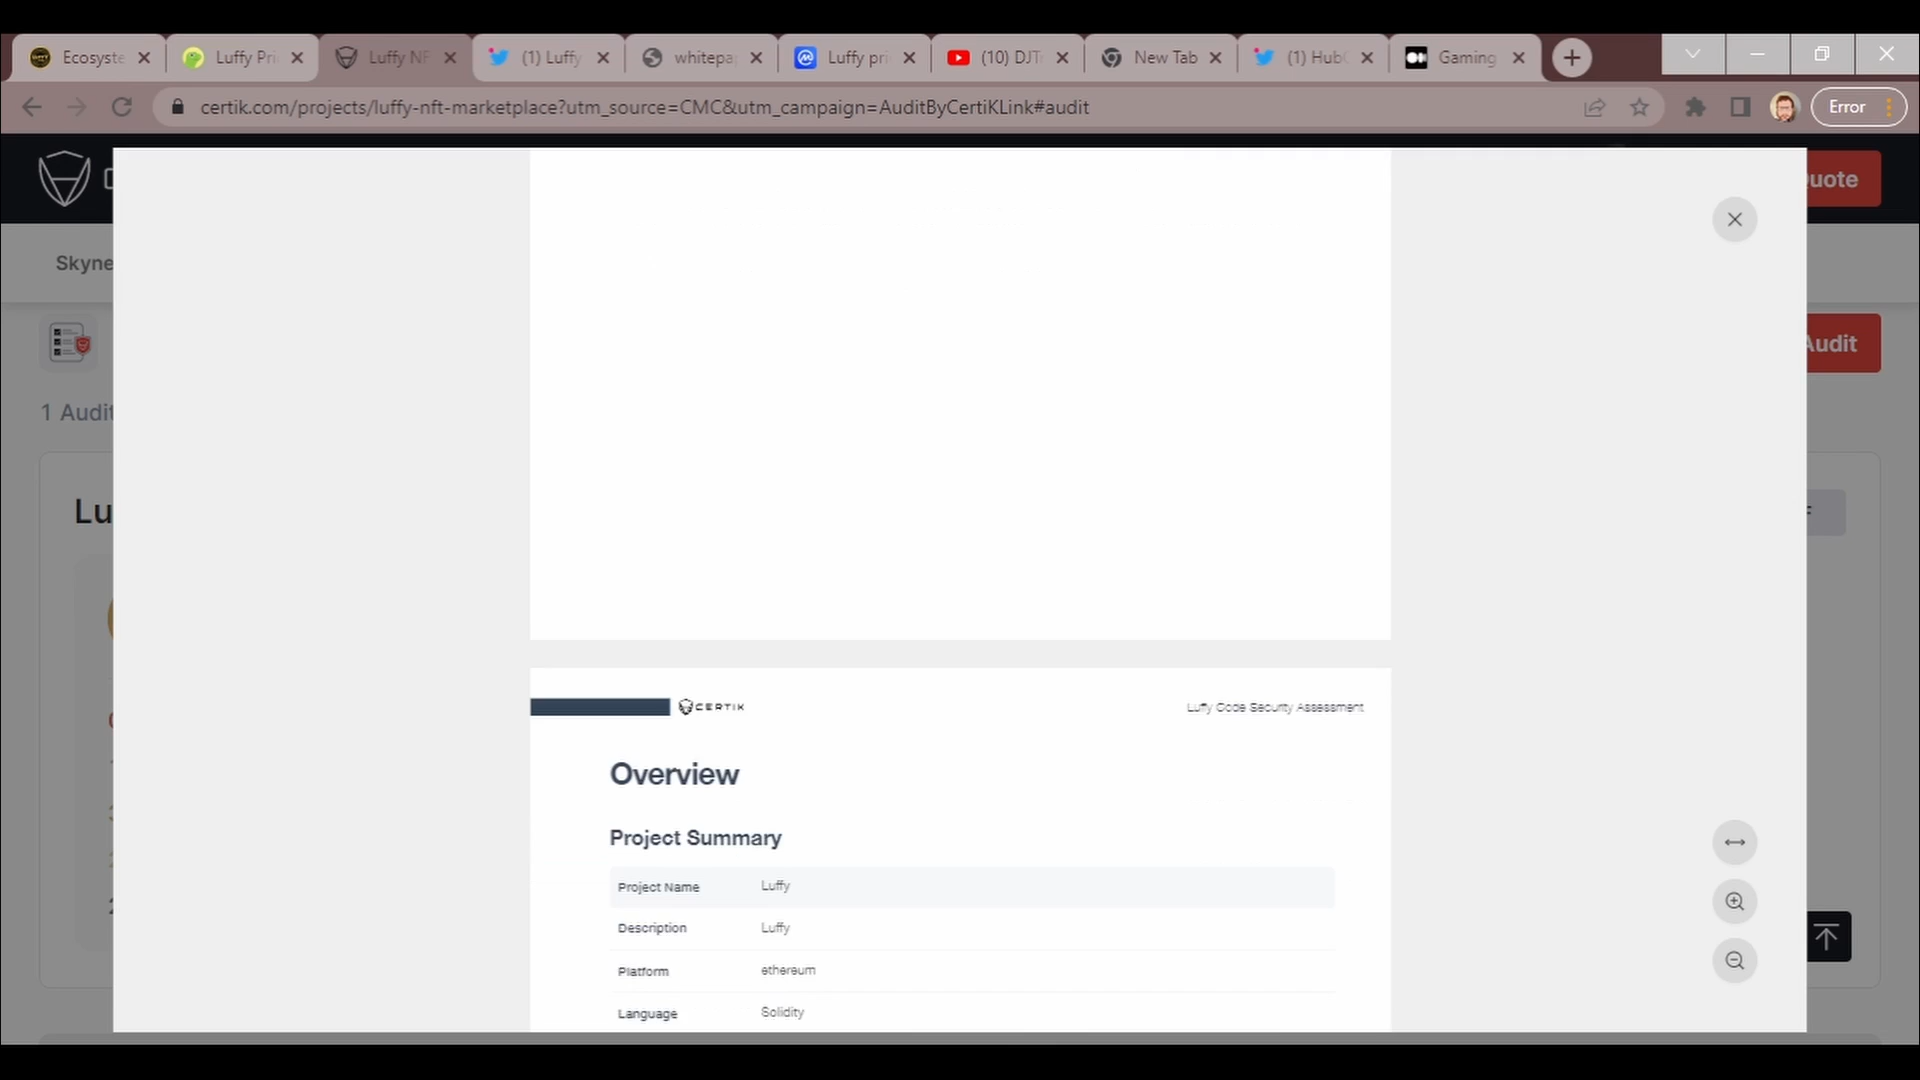 Ecosyste
Luffy Pri
Luffy NF
(1) Luffy
whitepap
Luffy pri
(10) DJT
New Tab
(1) Hub
Gaming
certik.com/projects/luffy-nft-marketplace?utm_source=CMC&utm_campaign=AuditByCertiKLink#audit
Error
uote
Skyne
Audit
1 Audit
Lu
CERTIK
Luffy Code Security Assessment
Overview
Project Summary
Project Name Luffy
Description Luffy
Platform ethereum
Language Solidity